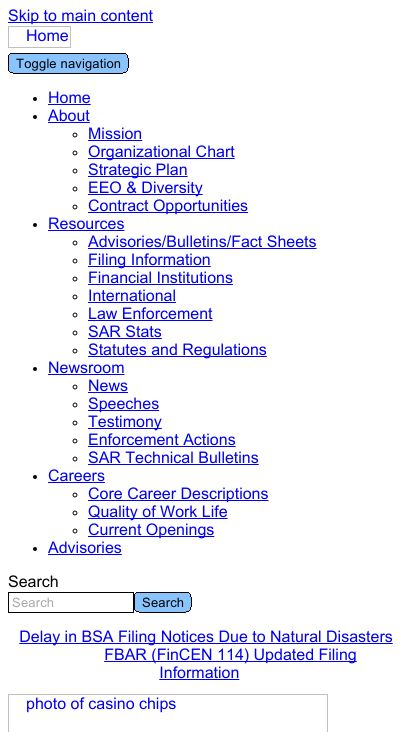 Skip to main content
Home
Toggle navigation
Home
About
Mission
Organizational Chart
Strategic Plan
EEO & Diversity
Contract Opportunities
Resources
Advisories/Bulletins/Fact Sheets
Filing Information
Financial Institutions
International
Law Enforcement
SAR Stats
Statutes and Regulations
Newsroom
News
Speeches
Testimony
Enforcement Actions
SAR Technical Bulletins
Careers
Core Career Descriptions
Quality of Work Life
Current Openings
Advisories
Search
Search Search
Delay in BSA Filing Notices Due to Natural Disasters
FBAR (FinCEN 114) Updated Filing
Information
photo of casino chips